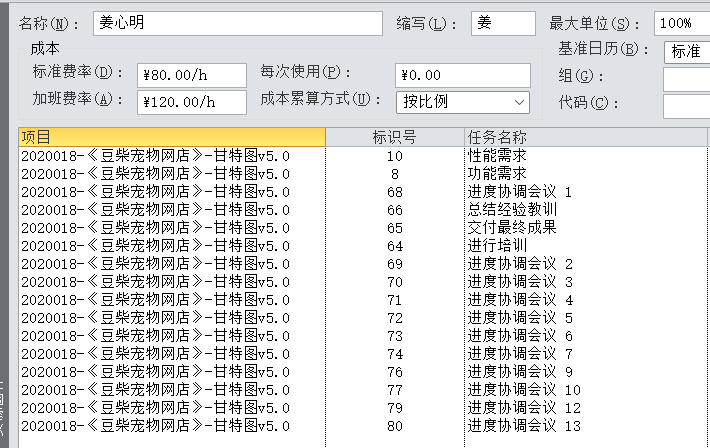 名称(N): 姜心明 缩写(L): 姜 最大单位(S): 100%
成本 基准日历(B): 标准
标准费率(D): ¥80.00/h 每次使用(P): ¥0.00 组(G):
加班费率(A): ¥120.00/h 成本累算方式(U): 按比例 代码(C):
项目 标识号 任务名称
2020018-《豆柴宠物网店》-甘特图v5.0 10 性能需求
2020018-《豆柴宠物网店》-甘特图v5.0 8 功能需求
2020018-《豆柴宠物网店》-甘特图v5.0 68 进度协调会议 1
2020018-《豆柴宠物网店》-甘特图v5.0 66 总结经验教训
2020018-《豆柴宠物网店》-甘特图v5.0 65 交付最终成果
2020018-《豆柴宠物网店》-甘特图v5.0 64 进行培训
2020018-《豆柴宠物网店》-甘特图v5.0 69 进度协调会议 2
2020018-《豆柴宠物网店》-甘特图v5.0 70 进度协调会议 3
2020018-《豆柴宠物网店》-甘特图v5.0 71 进度协调会议 4
2020018-《豆柴宠物网店》-甘特图v5.0 72 进度协调会议 5
2020018-《豆柴宠物网店》-甘特图v5.0 73 进度协调会议 6
2020018-《豆柴宠物网店》-甘特图v5.0 74 进度协调会议 7
2020018-《豆柴宠物网店》-甘特图v5.0 76 进度协调会议 9
2020018-《豆柴宠物网店》-甘特图v5.0 77 进度协调会议 10
2020018-《豆柴宠物网店》-甘特图v5.0 79 进度协调会议 12
2020018-《豆柴宠物网店》-甘特图v5.0 80 进度协调会议 13